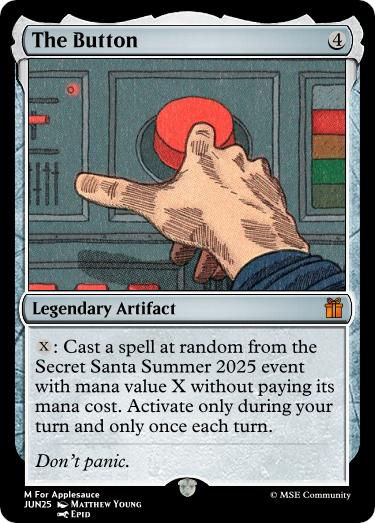 The Button 4
Legendary Artifact
X: Cast a spell at random from the
Secret Santa Summer 2025 event
with mana value X without paying its
mana cost. Activate only during your
turn and only once each turn.
Don't panic.
M For Applesauce
JUN25 Matthew Young © MSE Community
Epid